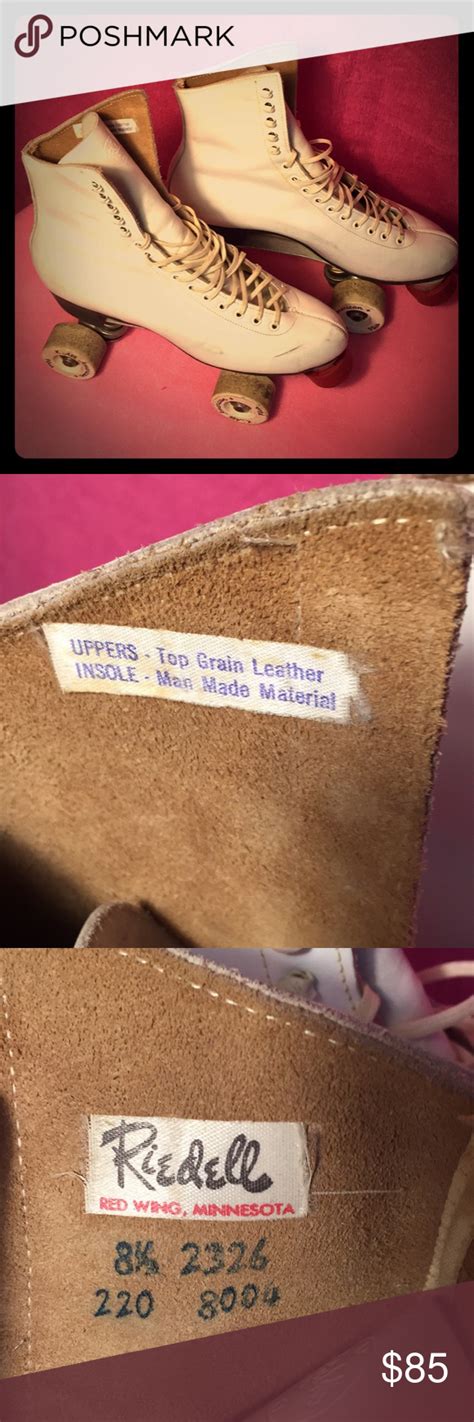 POSHMARK
UPPERS - Top Grain Leather
INSOLE - Man Made Material
Riedell
RED WING, MINNESOTA
8½ 2326
220 8004
$85